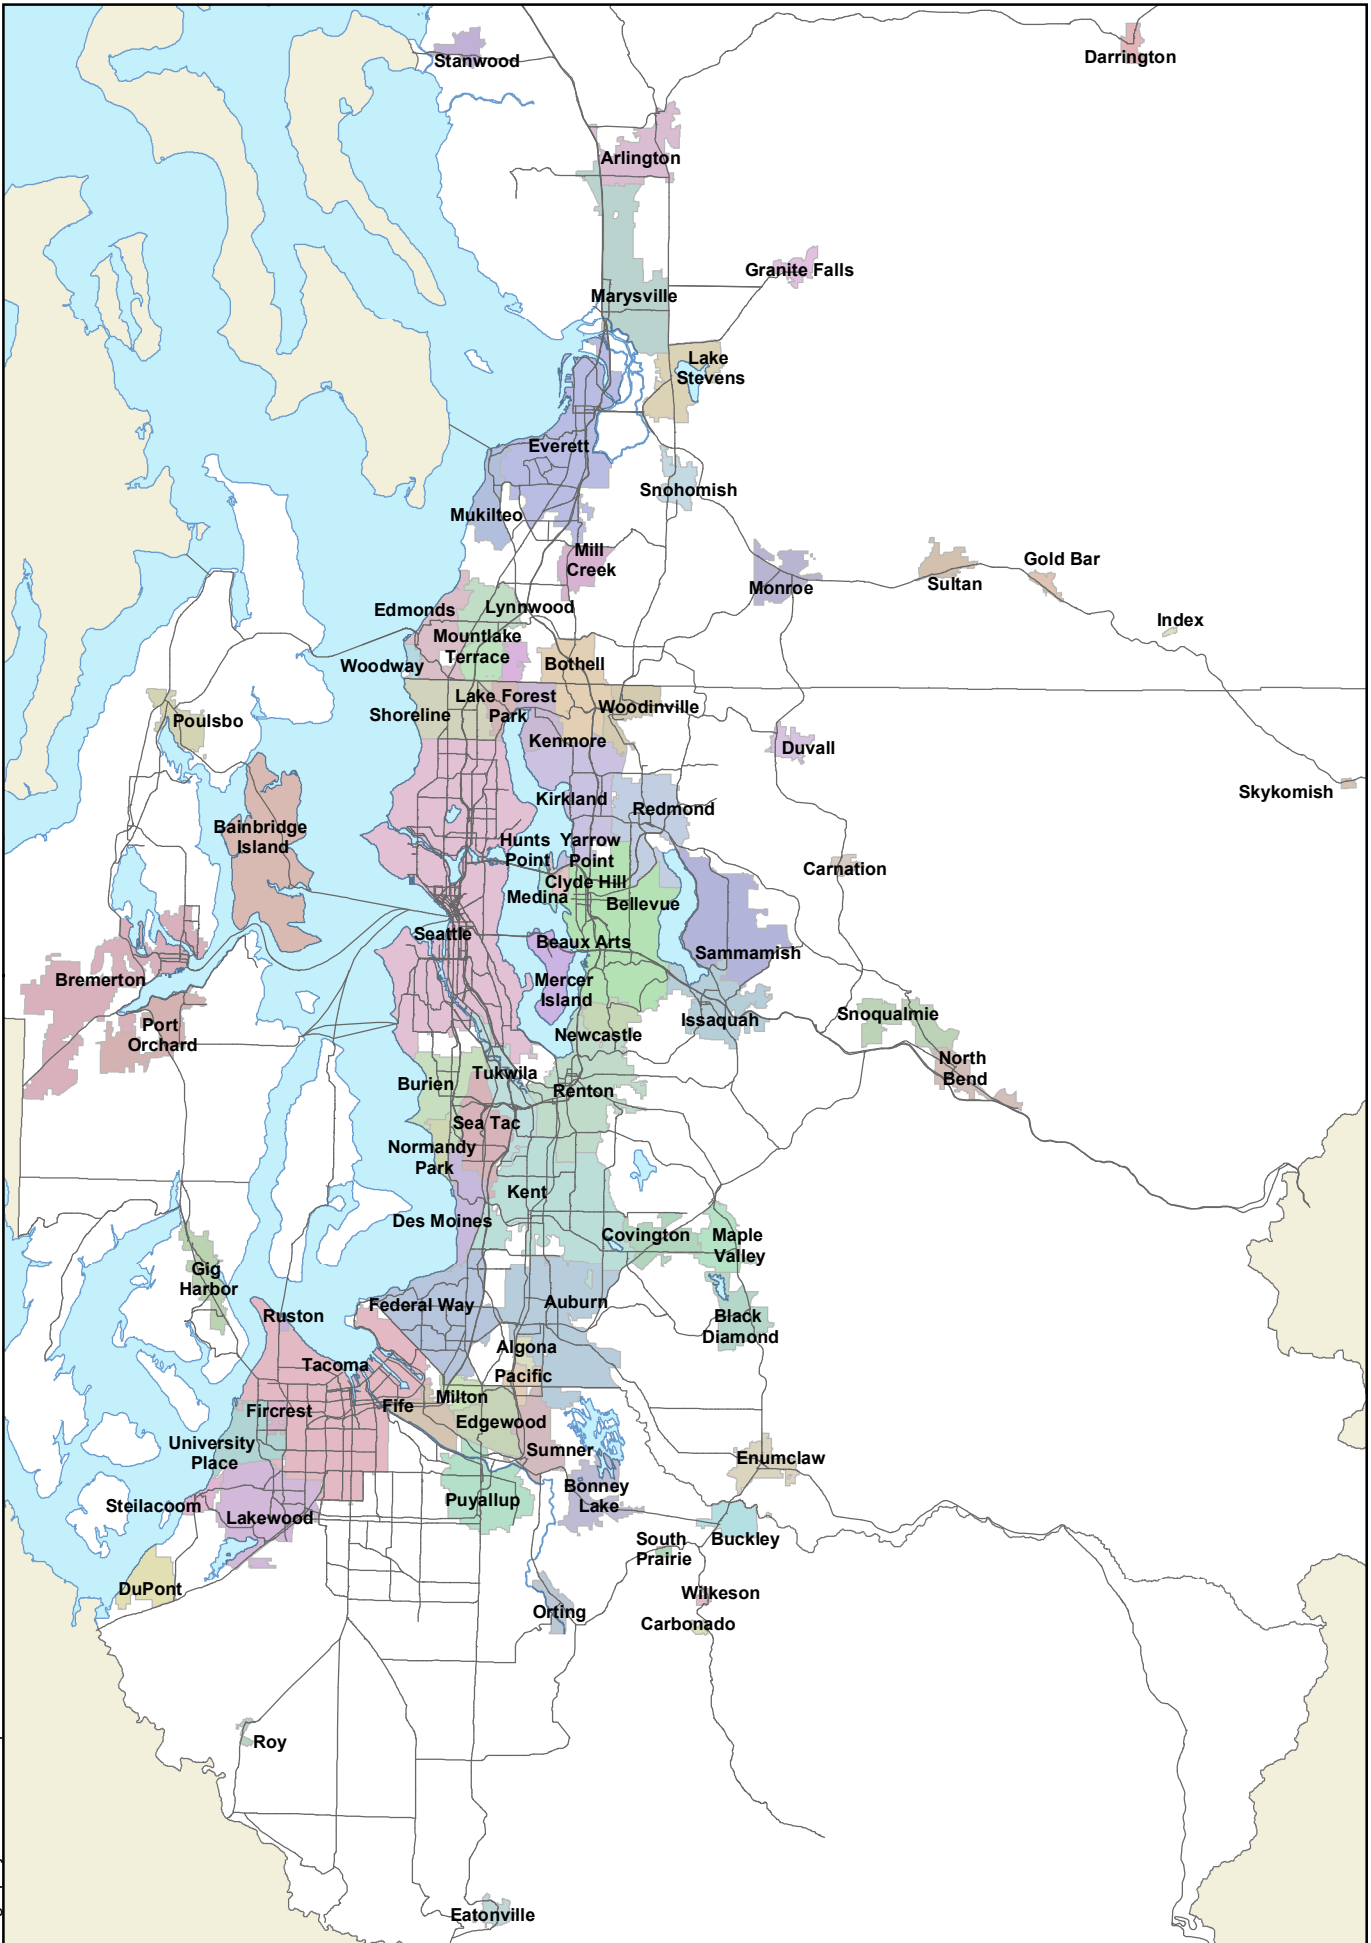 Stanwood
Darrington
Arlington
Granite Falls
Marysville
Lake
Stevens
Everett
Snohomish
Mukilteo
Mill
Creek
Gold Bar
Sultan
Monroe
Edmonds
Lynnwood
Index
Mountlake
Terrace
Woodway
Bothell
Lake Forest
Park
Woodinville
Shoreline
Poulsbo
Kenmore
Duvall
Skykomish
Kirkland
Redmond
Bainbridge
Island
Hunts
Point
Yarrow
Point
Carnation
Clyde Hill
Medina
Bellevue
Seattle
Beaux Arts
Sammamish
Bremerton
Mercer
Island
Snoqualmie
Issaquah
Port
Orchard
Newcastle
North
Bend
Tukwila
Burien
Renton
Sea Tac
Normandy
Park
Kent
Des Moines
Covington
Maple
Valley
Gig
Harbor
Federal Way
Auburn
Ruston
Black
Diamond
Algona
Tacoma
Pacific
Milton
Fife
Fircrest
Edgewood
University
Place
Sumner
Enumclaw
Bonney
Lake
Puyallup
Steilacoom
Lakewood
South
Prairie
Buckley
DuPont
Wilkeson
Orting
Carbonado
Roy
Eatonville